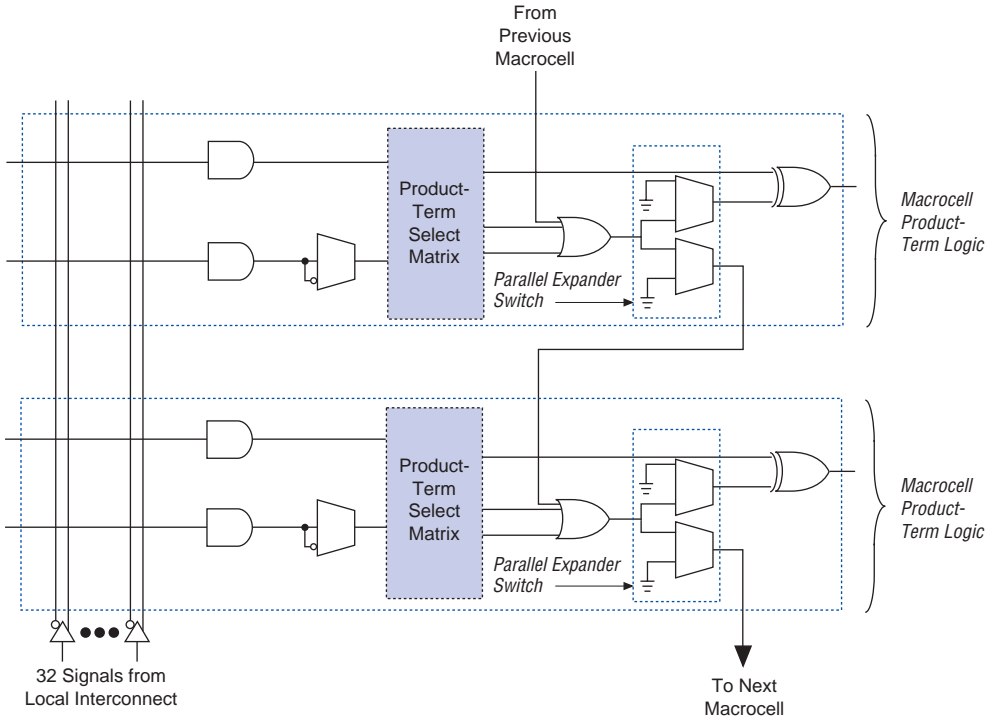 From
Previous
Macrocell
Product-
Term
Select
Matrix
Parallel Expander
Switch
Macrocell
Product-
Term Logic
Product-
Term
Select
Matrix
Parallel Expander
Switch
Macrocell
Product-
Term Logic
32 Signals from
Local Interconnect
To Next
Macrocell